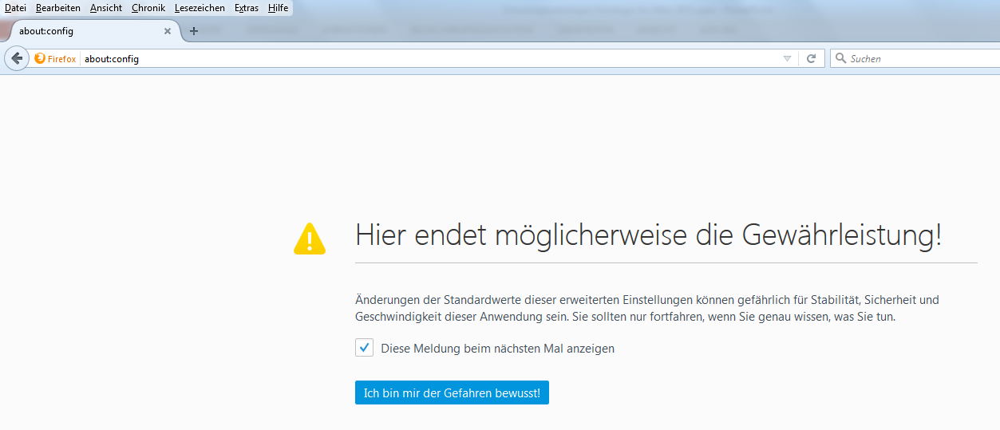 Datei Bearbeiten Ansicht Chronik Lesezeichen Extras Hilfe
about:config
Firefox about:config Suchen
Hier endet möglicherweise die Gewährleistung!
Änderungen der Standardwerte dieser erweiterten Einstellungen können gefährlich für Stabilität, Sicherheit und
Geschwindigkeit dieser Anwendung sein. Sie sollten nur fortfahren, wenn Sie genau wissen, was Sie tun.
Diese Meldung beim nächsten Mal anzeigen
Ich bin mir der Gefahren bewusst!